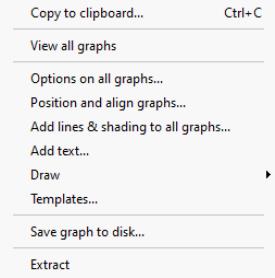 Copy to clipboard... Ctrl+C
View all graphs
Options on all graphs...
Position and align graphs...
Add lines & shading to all graphs...
Add text...
Draw
Templates...
Save graph to disk...
Extract